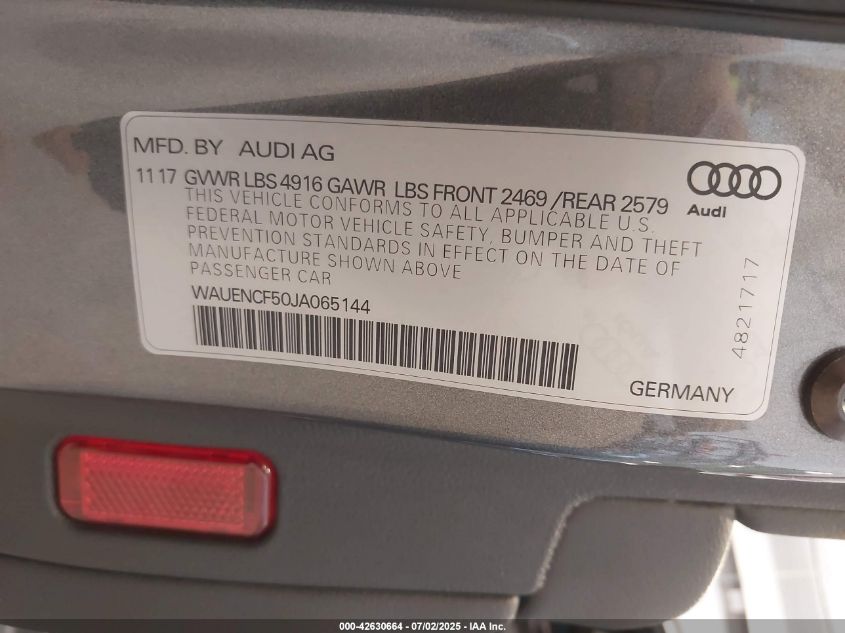 MFD. BY AUDI AG
11 17 GVWR LBS 4916 GAWR LBS FRONT 2469 /REAR 2579
THIS VEHICLE CONFORMS TO ALL APPLICABLE U.S.
FEDERAL MOTOR VEHICLE SAFETY, BUMPER AND THEFT
PREVENTION STANDARDS IN EFFECT ON THE DATE OF
MANUFACTURE SHOWN ABOVE
PASSENGER CAR
WAUENCF50JA065144
Audi
4821717
GERMANY
000-42630664 - 07/02/2025 - IAA Inc.